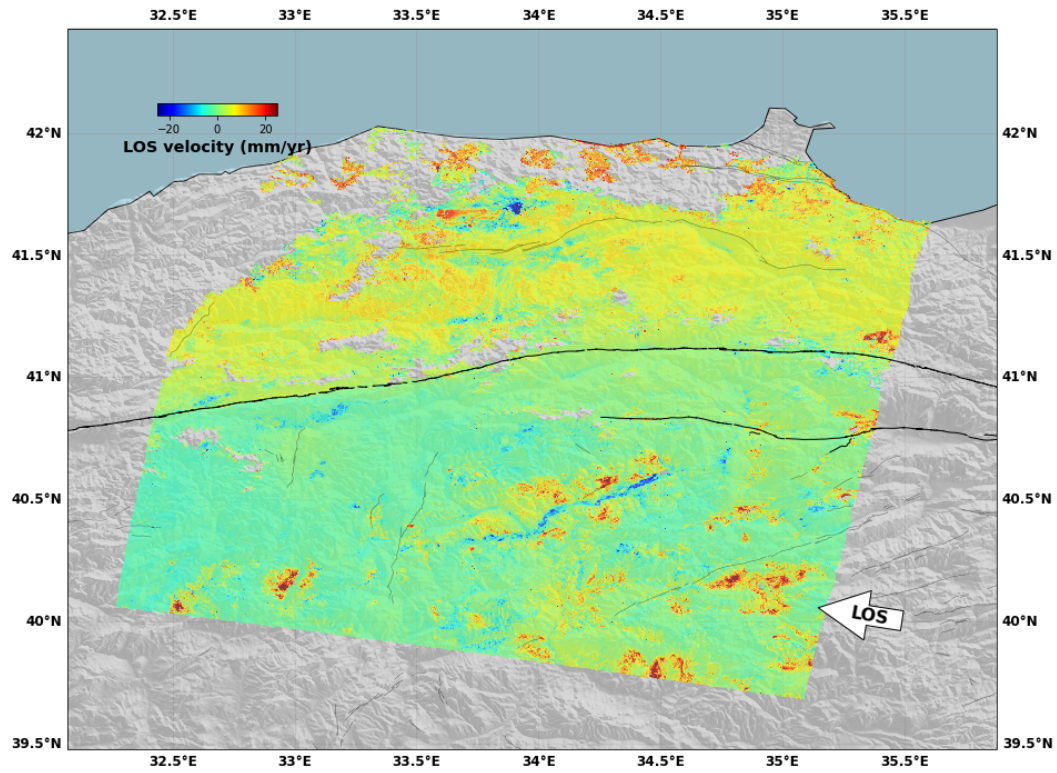 32.5°E 33°E 33.5°E 34°E 34.5°E 35°E 35.5°E
42°N 42°N
−20 0 20
LOS velocity (mm/yr)
41.5°N 41.5°N
41°N 41°N
40.5°N 40.5°N
40°N 40°N
LOS
39.5°N 39.5°N
32.5°E 33°E 33.5°E 34°E 34.5°E 35°E 35.5°E